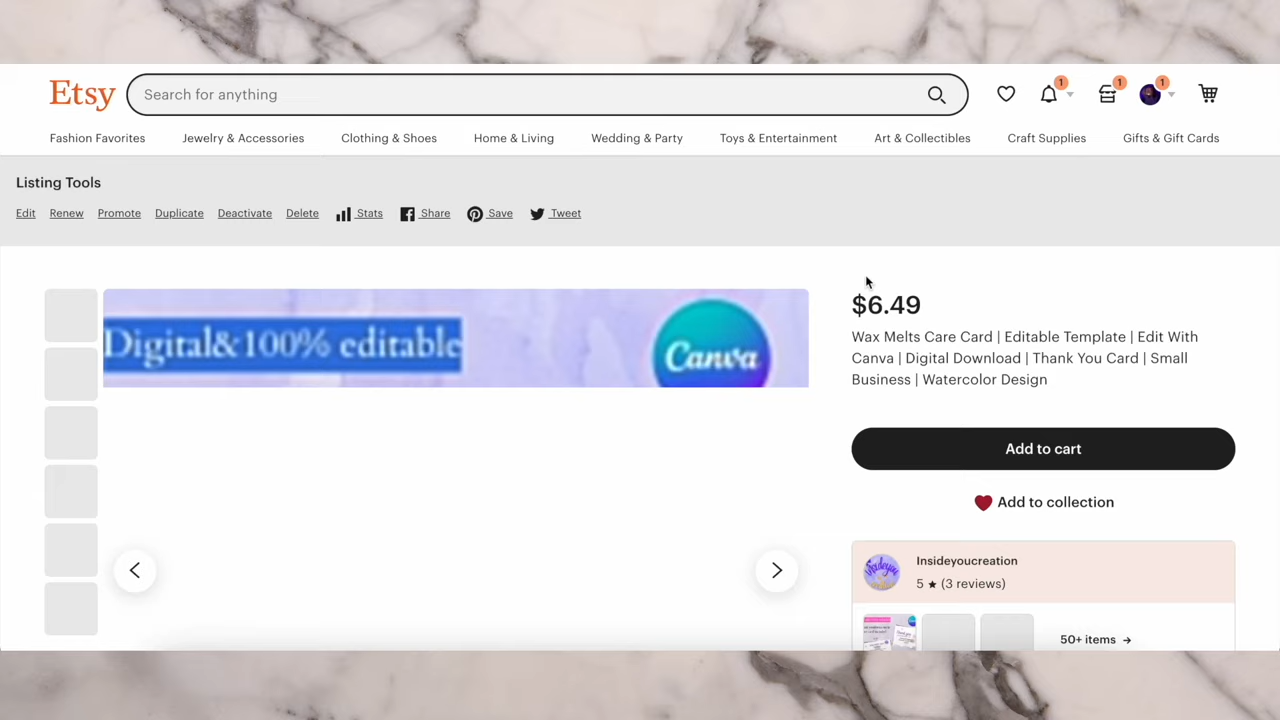 Etsy
Search for anything
1
1
1
Fashion Favorites
Jewelry & Accessories
Clothing & Shoes
Home & Living
Wedding & Party
Toys & Entertainment
Art & Collectibles
Craft Supplies
Gifts & Gift Cards
Listing Tools
Edit
Renew
Promote
Duplicate
Deactivate
Delete
Stats
Share
Save
Tweet
Digital&100% editable
Canva
$6.49
Wax Melts Care Card | Editable Template | Edit With
Canva | Digital Download | Thank You Card | Small
Business | Watercolor Design
Add to cart
Add to collection
Insideyoucreation
5 ★ (3 reviews)
50+ items →